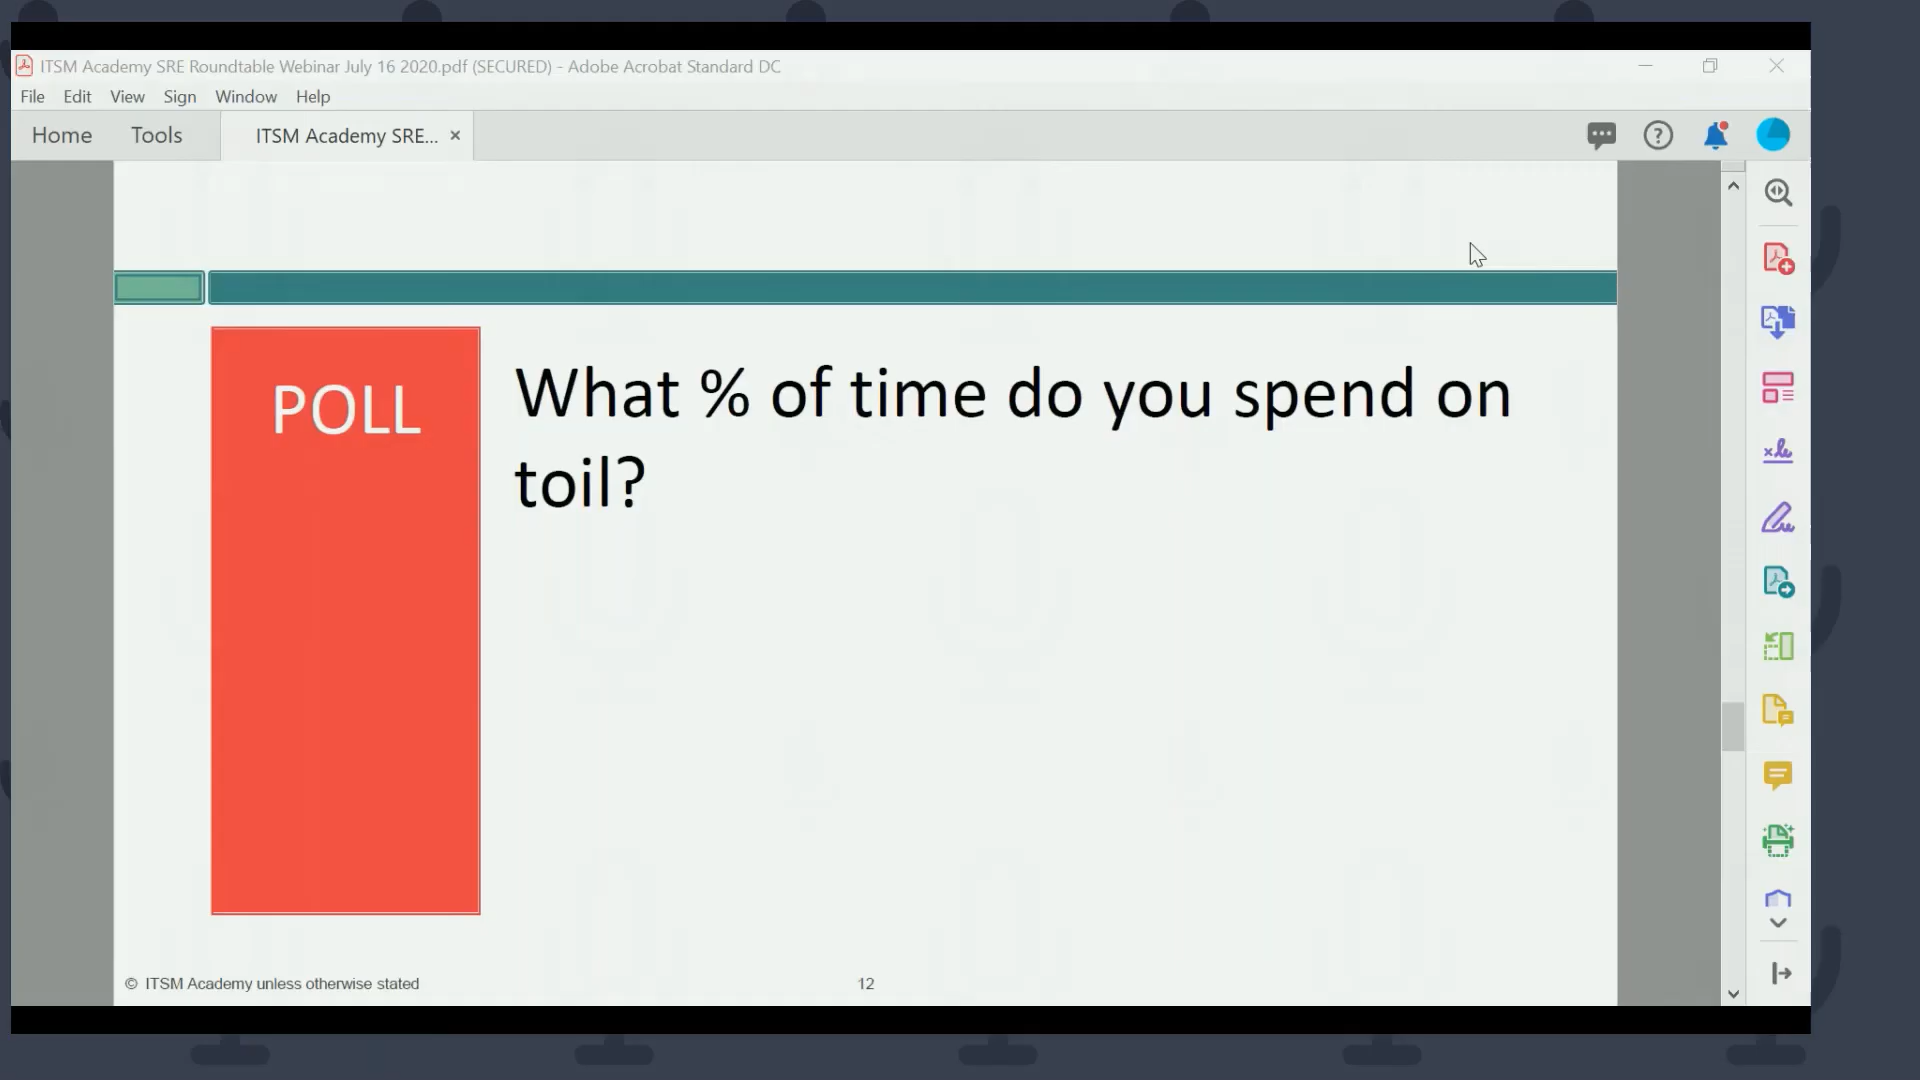 ITSM Academy SRE Roundtable Webinar July 16 2020.pdf (SECURED) - Adobe Acrobat Standard DC
File Edit View Sign Window Help
Home Tools ITSM Academy SRE... ×
POLL
What % of time do you spend on
toil?
© ITSM Academy unless otherwise stated 12